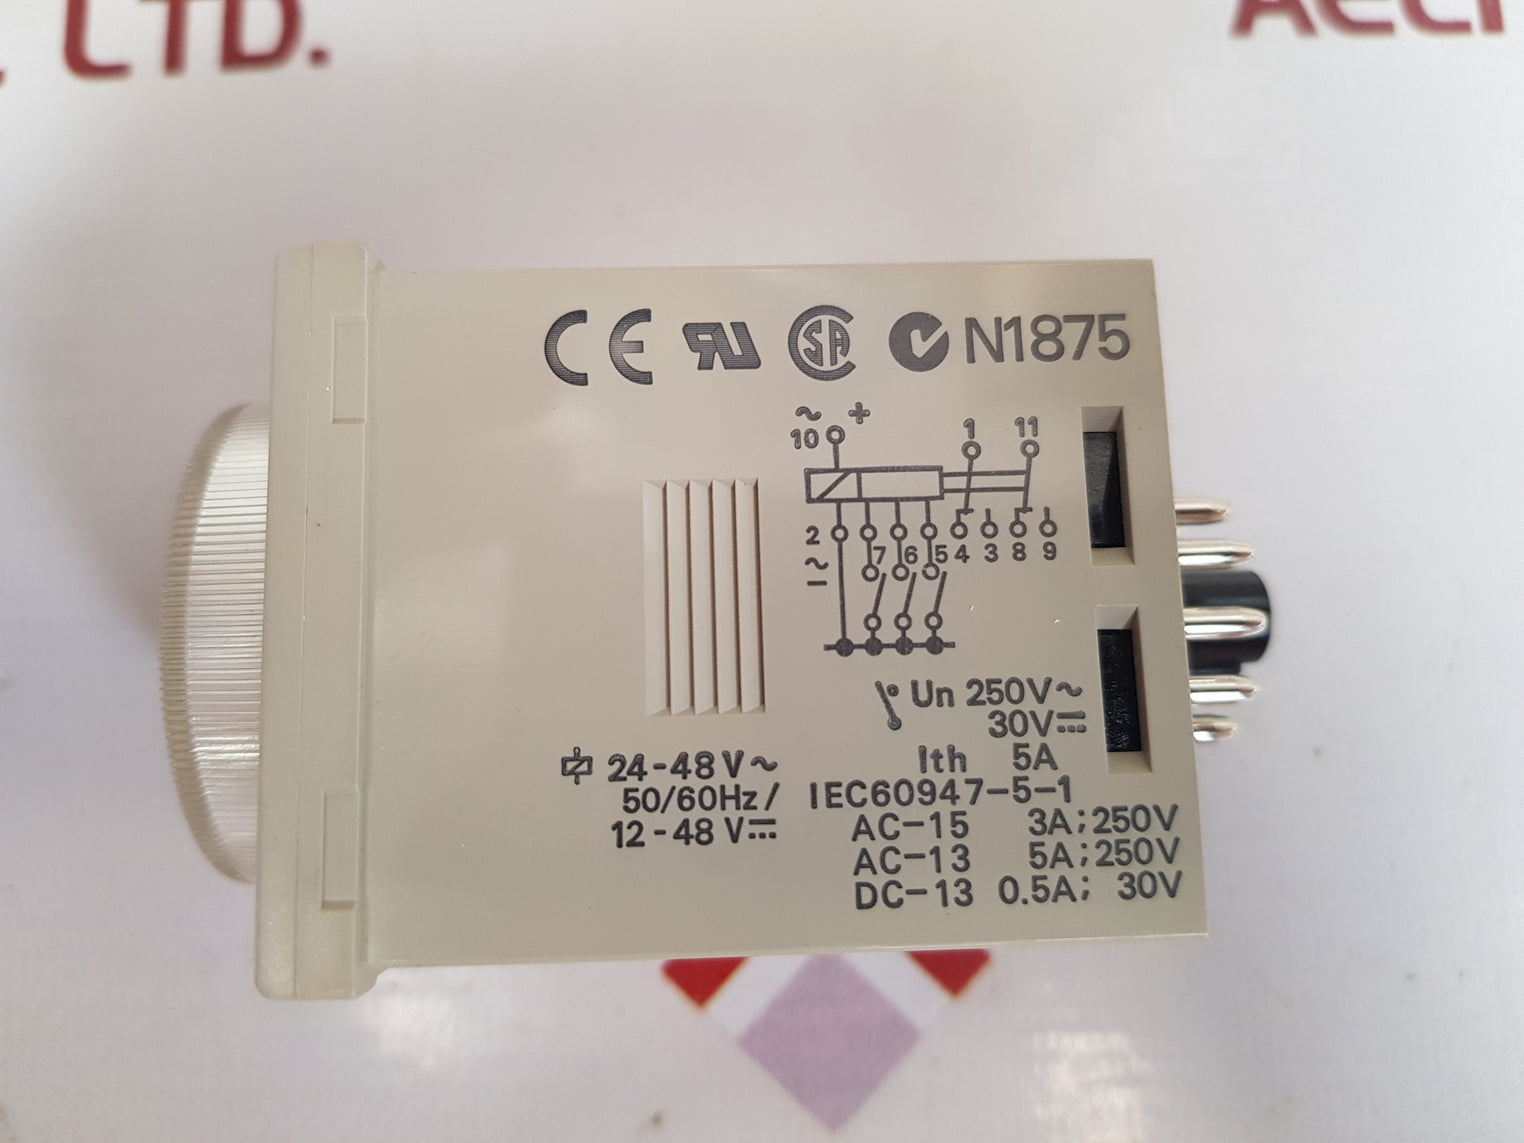 LTD.
AECI
CE RU CSA N1875
~ +
10 1 11
2 7 6 5 4 3 8 9
~
−
Un 250V~
30V⎓
Ith 5A
24-48V~
50/60Hz/
12-48V⎓
IEC60947-5-1
AC-15 3A;250V
AC-13 5A;250V
DC-13 0.5A; 30V